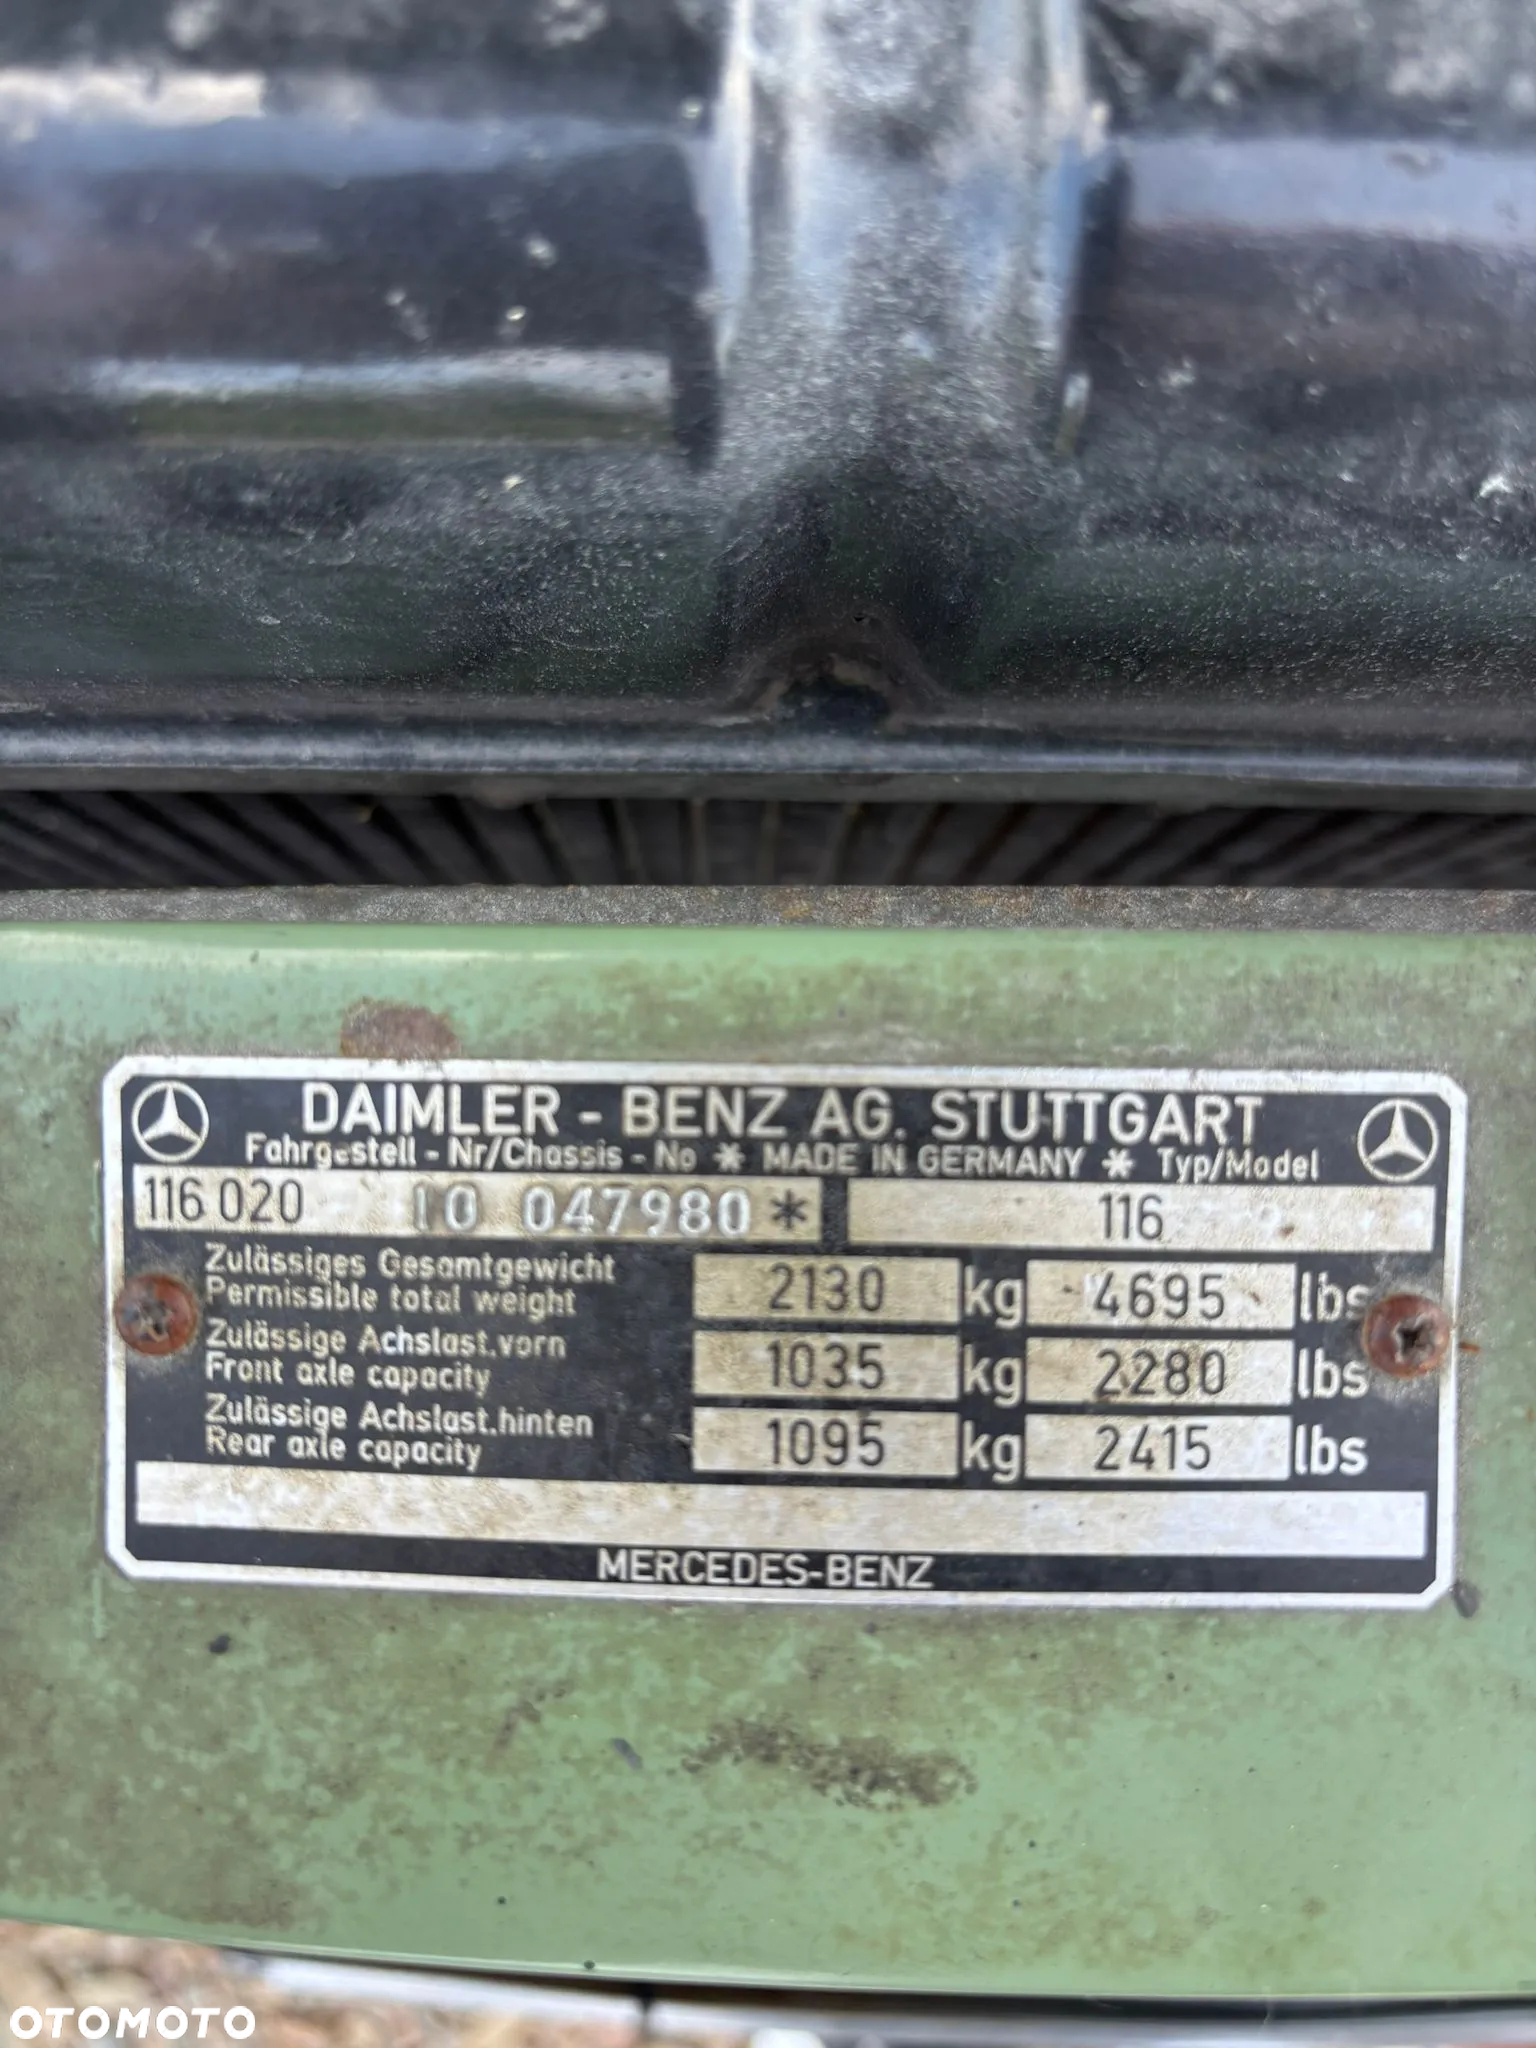 DAIMLER - BENZ AG. STUTTGART
Fahrgestell - Nr/Chassis - No * MADE IN GERMANY * Typ/Model
116 020 10 047980 * 116
Zulässiges Gesamtgewicht
Permissible total weight 2130 kg 4695 lbs
Zulässige Achslast.vorn
Front axle capacity 1035 kg 2280 lbs
Zulässige Achslast.hinten
Rear axle capacity 1095 kg 2415 lbs
MERCEDES-BENZ
OTOMOTO